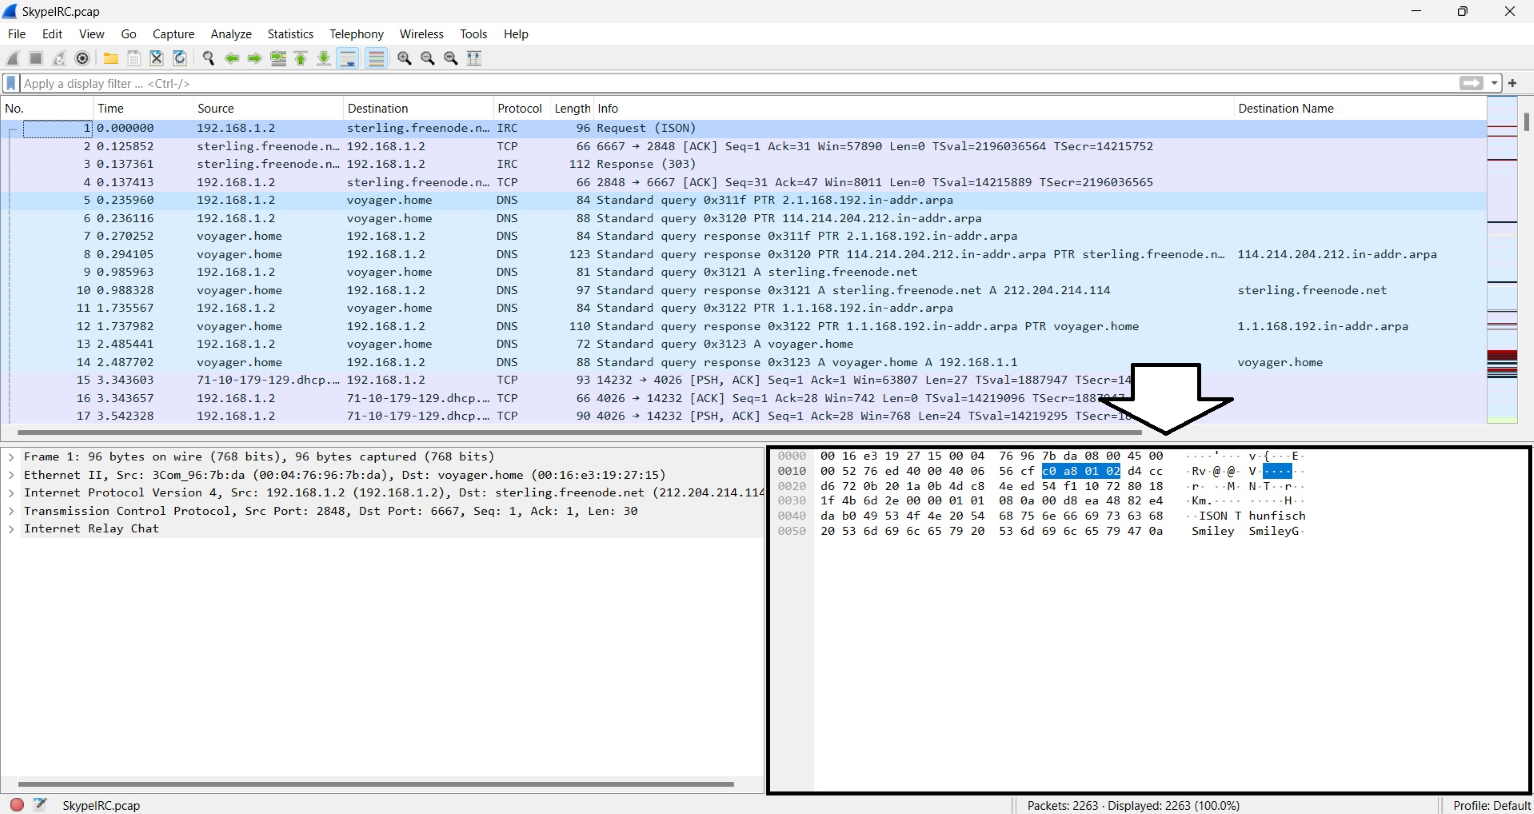 SkypeIRC.pcap
File Edit View Go Capture Analyze Statistics Telephony Wireless Tools Help
Apply a display filter ... <Ctrl-/>
No. Time Source Destination Protocol Length Info Destination Name
1 0.000000 192.168.1.2 sterling.freenode.n… IRC 96 Request (ISON)
2 0.125852 sterling.freenode.n… 192.168.1.2 TCP 66 6667 → 2848 [ACK] Seq=1 Ack=31 Win=57890 Len=0 TSval=2196036564 TSecr=14215752
3 0.137361 sterling.freenode.n… 192.168.1.2 IRC 112 Response (303)
4 0.137413 192.168.1.2 sterling.freenode.n… TCP 66 2848 → 6667 [ACK] Seq=31 Ack=47 Win=8011 Len=0 TSval=14215889 TSecr=2196036565
5 0.235960 192.168.1.2 voyager.home DNS 84 Standard query 0x311f PTR 2.1.168.192.in-addr.arpa
6 0.236116 192.168.1.2 voyager.home DNS 88 Standard query 0x3120 PTR 114.214.204.212.in-addr.arpa
7 0.270252 voyager.home 192.168.1.2 DNS 84 Standard query response 0x311f PTR 2.1.168.192.in-addr.arpa
8 0.294105 voyager.home 192.168.1.2 DNS 123 Standard query response 0x3120 PTR 114.214.204.212.in-addr.arpa PTR sterling.freenode.n… 114.214.204.212.in-addr.arpa
9 0.985963 192.168.1.2 voyager.home DNS 81 Standard query 0x3121 A sterling.freenode.net
10 0.988328 voyager.home 192.168.1.2 DNS 97 Standard query response 0x3121 A sterling.freenode.net A 212.204.214.114 sterling.freenode.net
11 1.735567 192.168.1.2 voyager.home DNS 84 Standard query 0x3122 PTR 1.1.168.192.in-addr.arpa
12 1.737982 voyager.home 192.168.1.2 DNS 110 Standard query response 0x3122 PTR 1.1.168.192.in-addr.arpa PTR voyager.home 1.1.168.192.in-addr.arpa
13 2.485441 192.168.1.2 voyager.home DNS 72 Standard query 0x3123 A voyager.home
14 2.487702 voyager.home 192.168.1.2 DNS 88 Standard query response 0x3123 A voyager.home A 192.168.1.1 voyager.home
15 3.343603 71-10-179-129.dhcp.… 192.168.1.2 TCP 93 14232 → 4026 [PSH, ACK] Seq=1 Ack=1 Win=63807 Len=27 TSval=1887947 TSecr=14
16 3.343657 192.168.1.2 71-10-179-129.dhcp.… TCP 66 4026 → 14232 [ACK] Seq=1 Ack=28 Win=742 Len=0 TSval=14219096 TSecr=1887947
17 3.542328 192.168.1.2 71-10-179-129.dhcp.… TCP 90 4026 → 14232 [PSH, ACK] Seq=1 Ack=28 Win=768 Len=24 TSval=14219295 TSecr=18
Frame 1: 96 bytes on wire (768 bits), 96 bytes captured (768 bits)
Ethernet II, Src: 3Com_96:7b:da (00:04:76:96:7b:da), Dst: voyager.home (00:16:e3:19:27:15)
Internet Protocol Version 4, Src: 192.168.1.2 (192.168.1.2), Dst: sterling.freenode.net (212.204.214.114
Transmission Control Protocol, Src Port: 2848, Dst Port: 6667, Seq: 1, Ack: 1, Len: 30
Internet Relay Chat
0000 00 16 e3 19 27 15 00 04 76 96 7b da 08 00 45 00 ····'··· v·{···E·
0010 00 52 76 ed 40 00 40 06 56 cf c0 a8 01 02 d4 cc ·Rv·@·@· V·······
0020 d6 72 0b 20 1a 0b 4d c8 4e ed 54 f1 10 72 80 18 ·r· ··M· N·T··r··
0030 1f 4b 6d 2e 00 00 01 01 08 0a 00 d8 ea 48 82 e4 ·Km.···· ·····H··
0040 da b0 49 53 4f 4e 20 54 68 75 6e 66 69 73 63 68 ··ISON T hunfisch
0050 20 53 6d 69 6c 65 79 20 53 6d 69 6c 65 79 47 0a Smiley SmileyG·
SkypeIRC.pcap Packets: 2263 · Displayed: 2263 (100.0%) Profile: Default